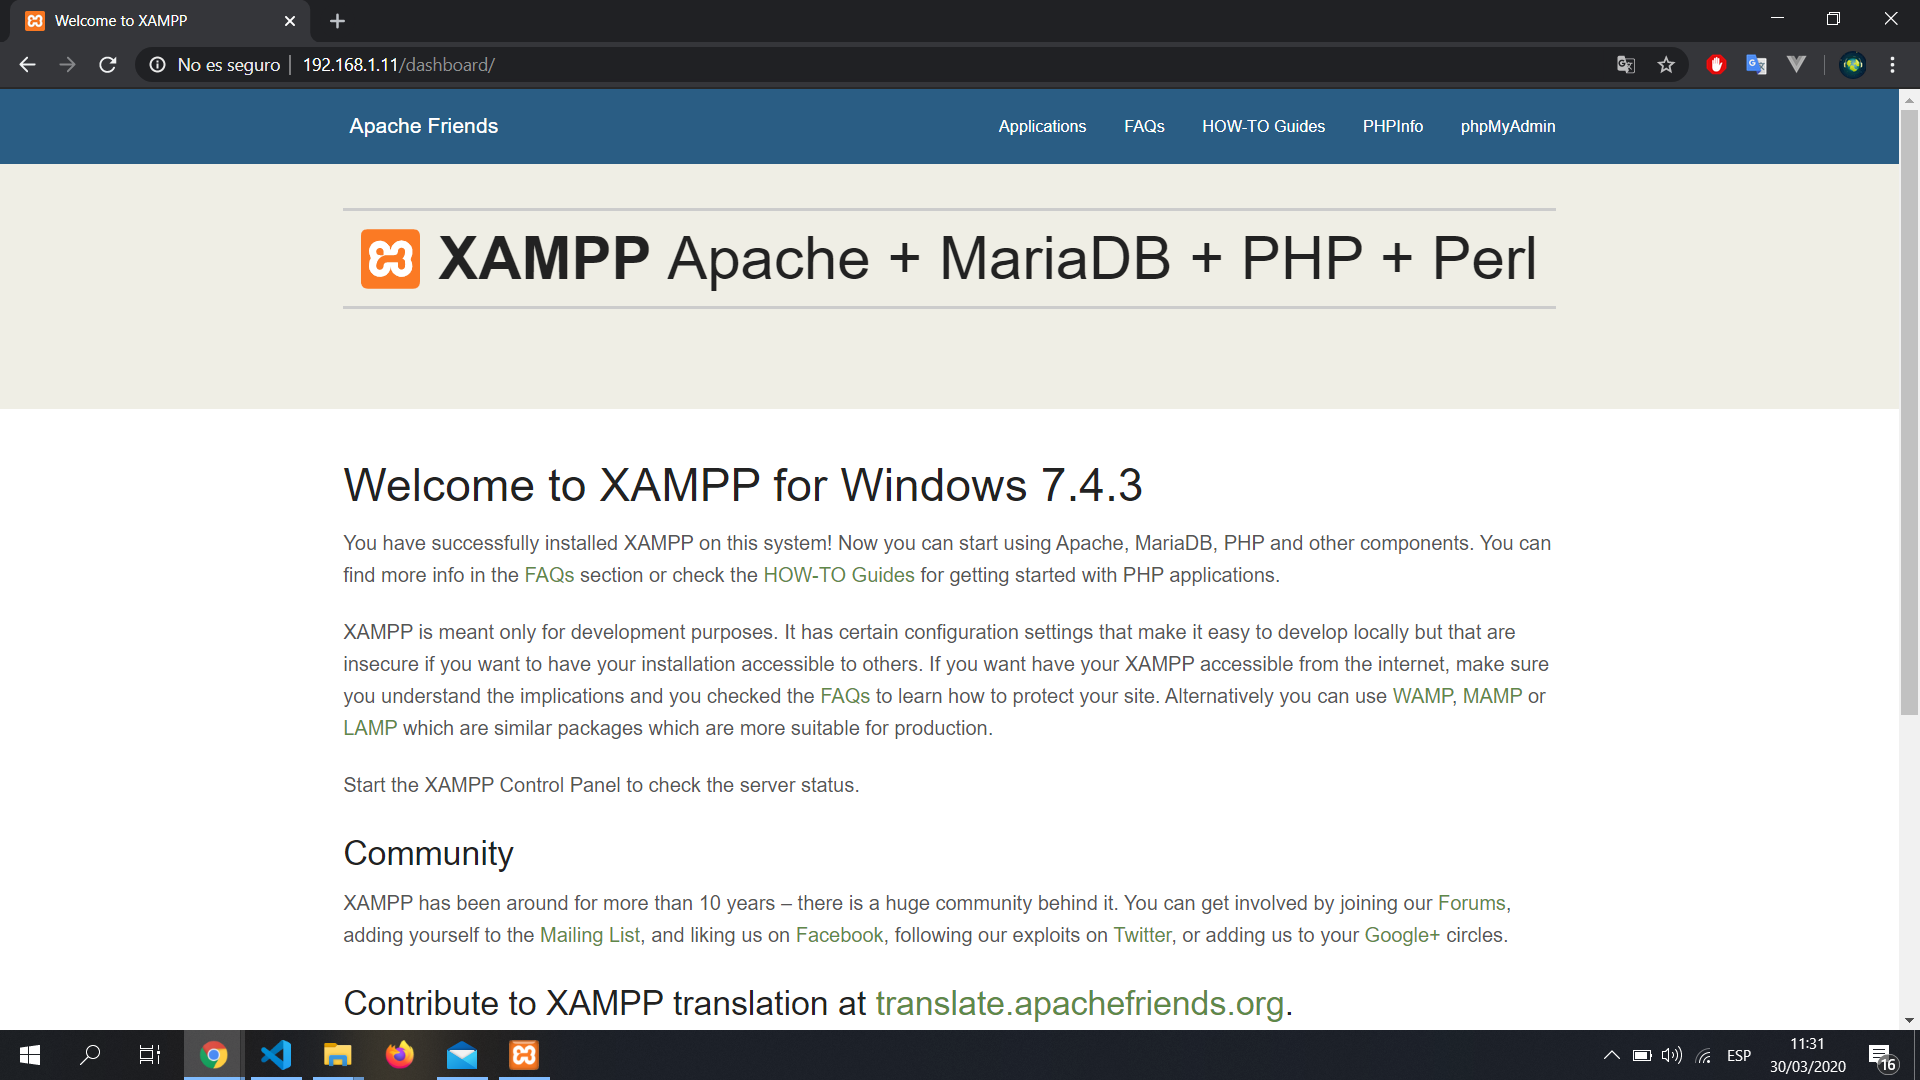 Welcome to XAMPP
No es seguro 192.168.1.11/dashboard/
Apache Friends
Applications FAQs HOW-TO Guides PHPInfo phpMyAdmin
XAMPP Apache + MariaDB + PHP + Perl
Welcome to XAMPP for Windows 7.4.3
You have successfully installed XAMPP on this system! Now you can start using Apache, MariaDB, PHP and other components. You can
find more info in the FAQs section or check the HOW-TO Guides for getting started with PHP applications.
XAMPP is meant only for development purposes. It has certain configuration settings that make it easy to develop locally but that are
insecure if you want to have your installation accessible to others. If you want have your XAMPP accessible from the internet, make sure
you understand the implications and you checked the FAQs to learn how to protect your site. Alternatively you can use WAMP, MAMP or
LAMP which are similar packages which are more suitable for production.
Start the XAMPP Control Panel to check the server status.
Community
XAMPP has been around for more than 10 years – there is a huge community behind it. You can get involved by joining our Forums,
adding yourself to the Mailing List, and liking us on Facebook, following our exploits on Twitter, or adding us to your Google+ circles.
Contribute to XAMPP translation at translate.apachefriends.org.
ESP
11:31
30/03/2020
16